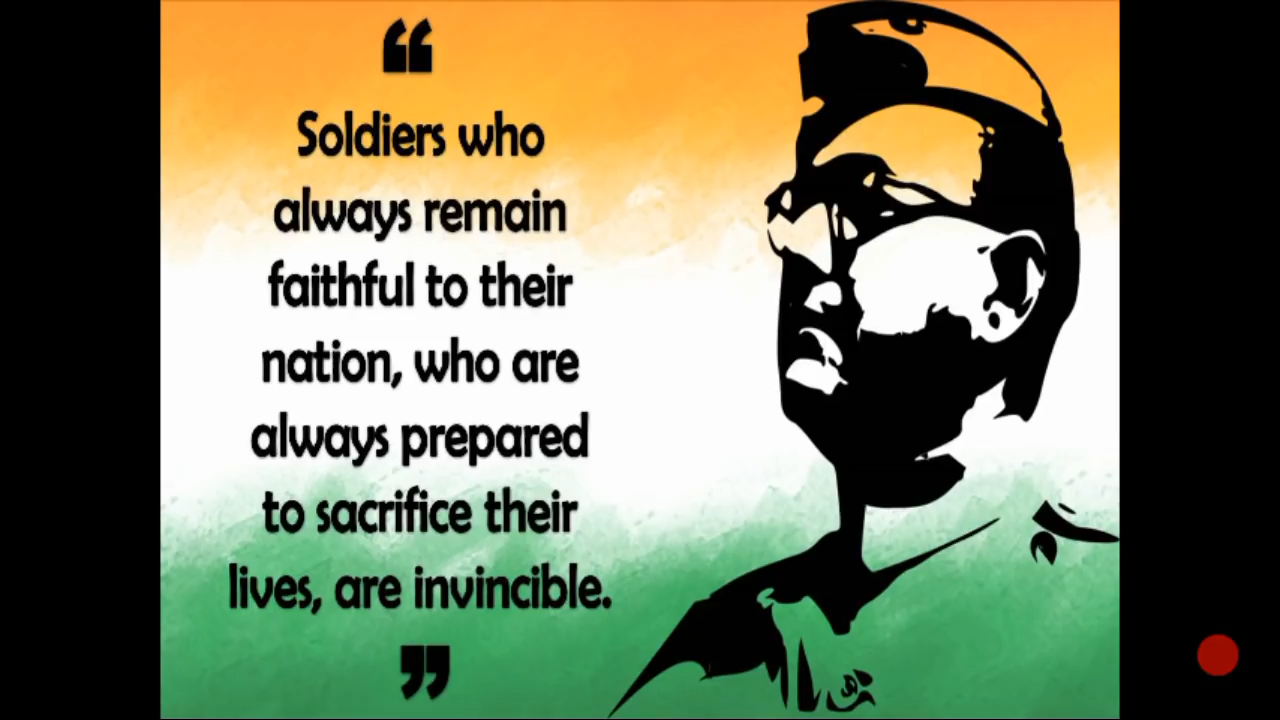 “
Soldiers who
always remain
faithful to their
nation, who are
always prepared
to sacrifice their
lives, are invincible.
”